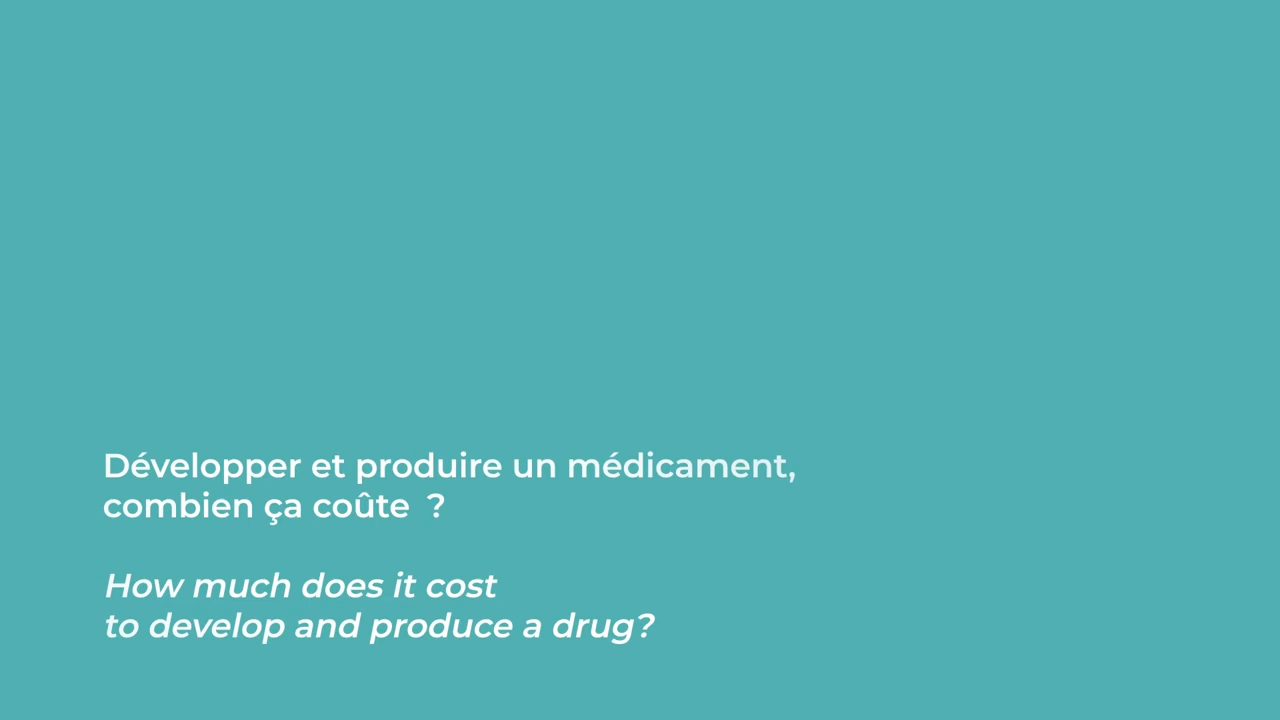 Développer et produire un médicament,
combien ça coûte  ?
How much does it cost
to develop and produce a drug?